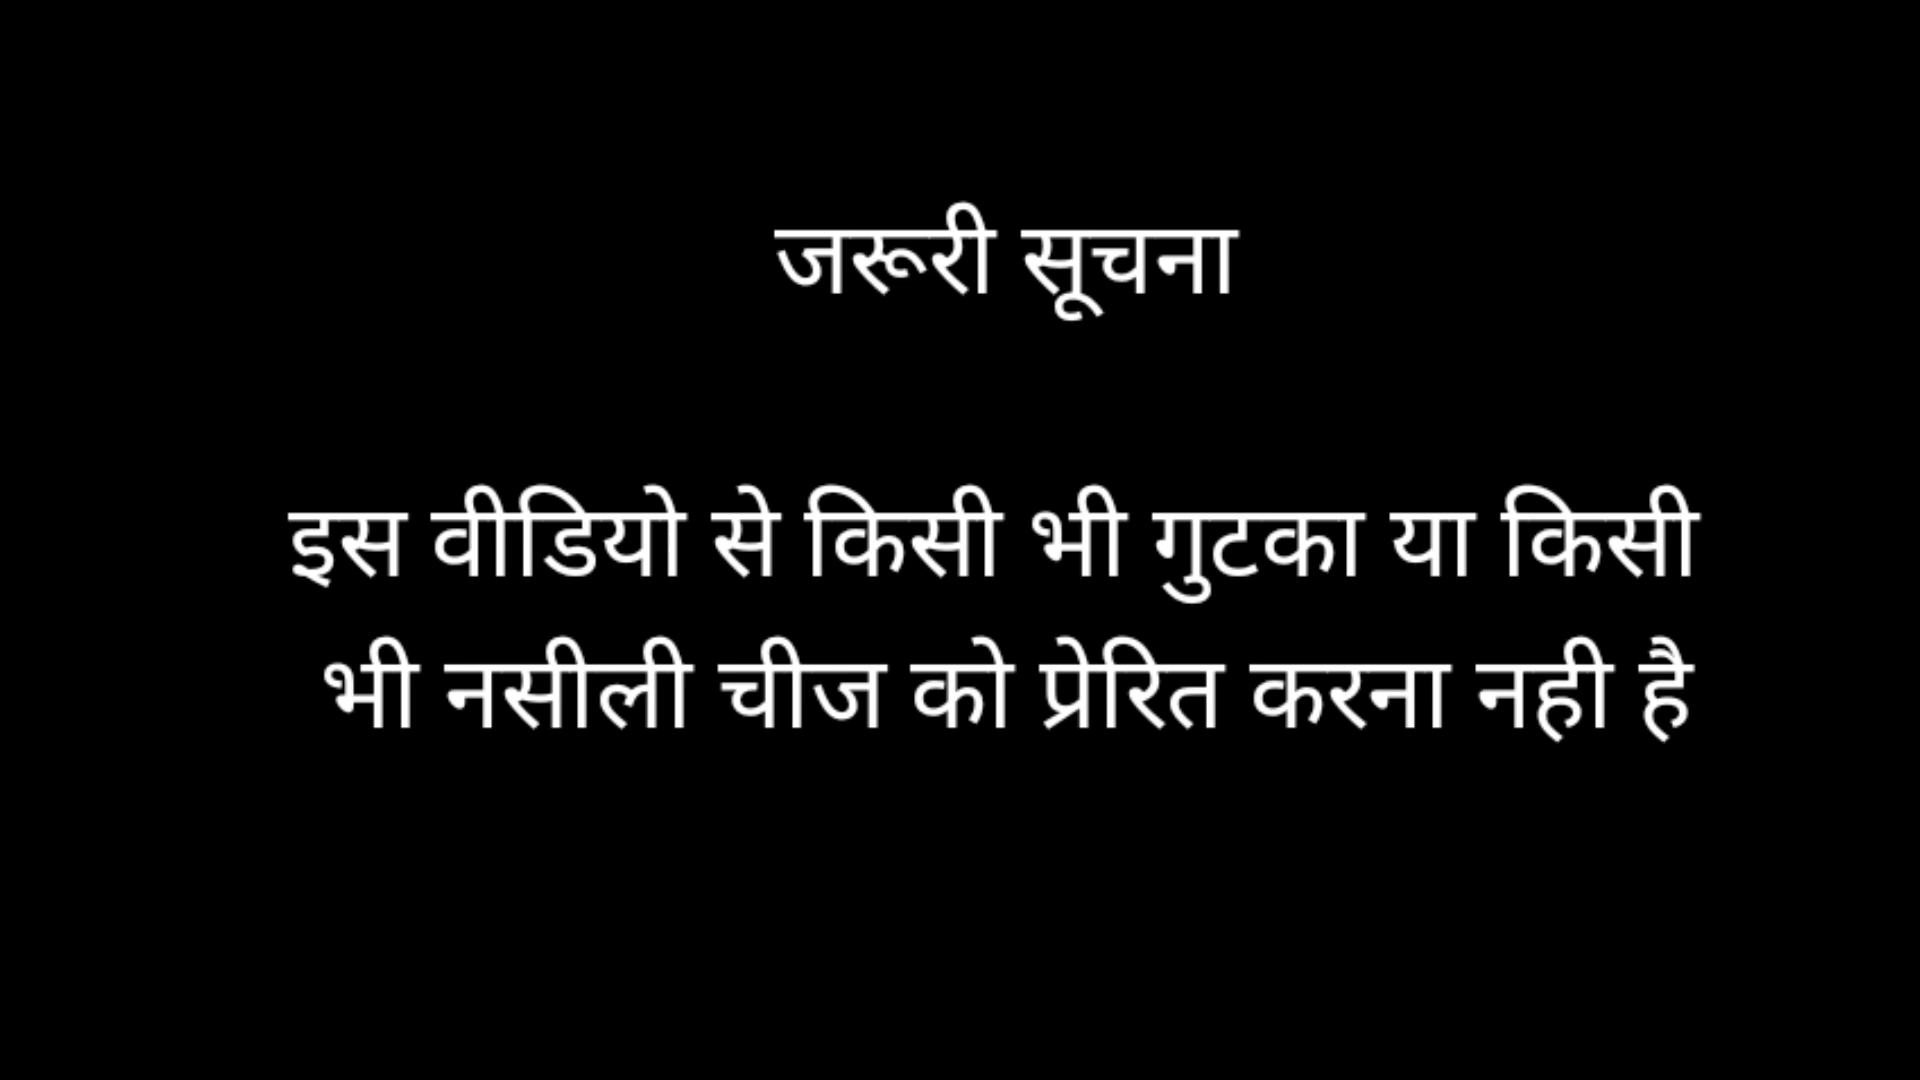 जरूरी सूचना
इस वीडियो से किसी भी गुटका या किसी
भी नसीली चीज को प्रेरित करना नही है